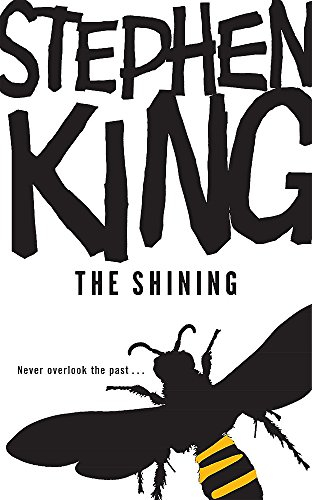 STEPHEN
KING
THE SHINING
Never overlook the past . . .